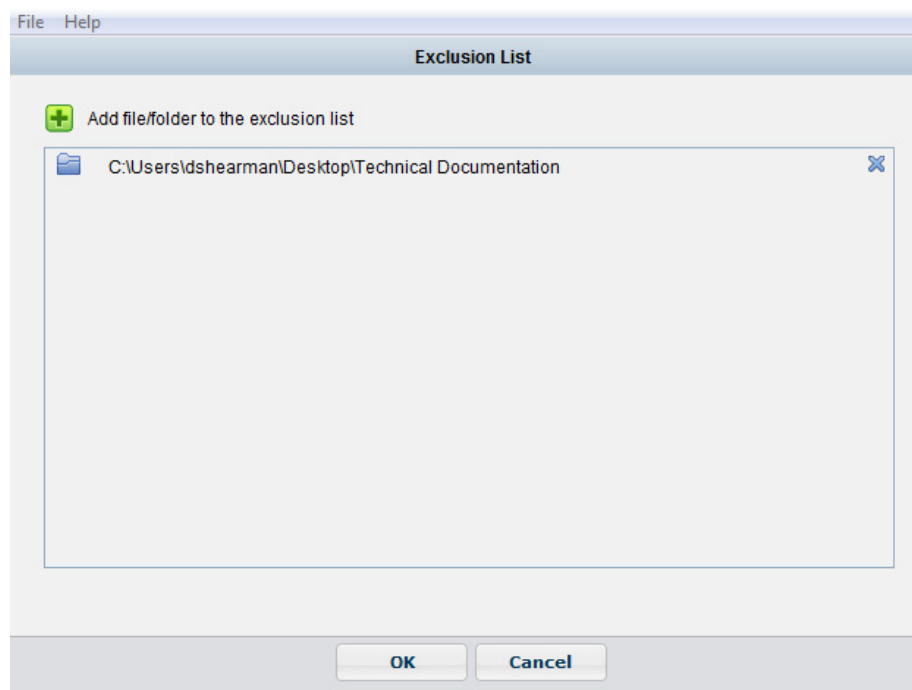 File Help
Exclusion List
Add file/folder to the exclusion list
C:\Users\dshearman\Desktop\Technical Documentation
OK Cancel